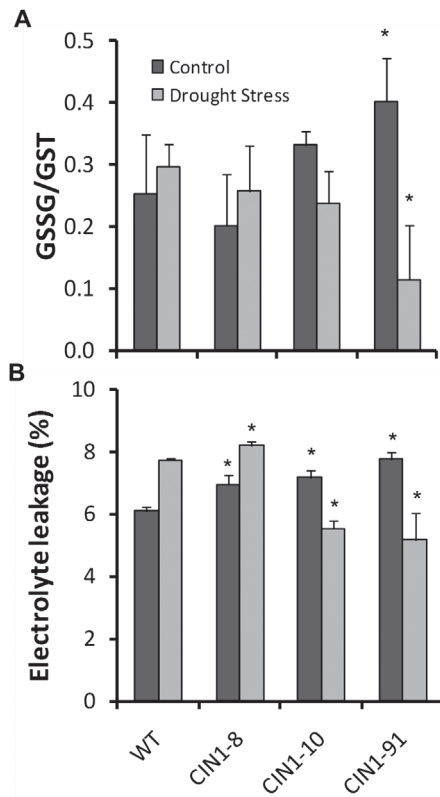 A
0.5
0.4
0.3
0.2
0.1
0.0
GSSG/GST
Control
Drought Stress
*
*
B
10
8
6
4
2
0
Electrolyte leakage (%)
*
*
*
*
*
*
WT
CIN1-8
CIN1-10
CIN1-91